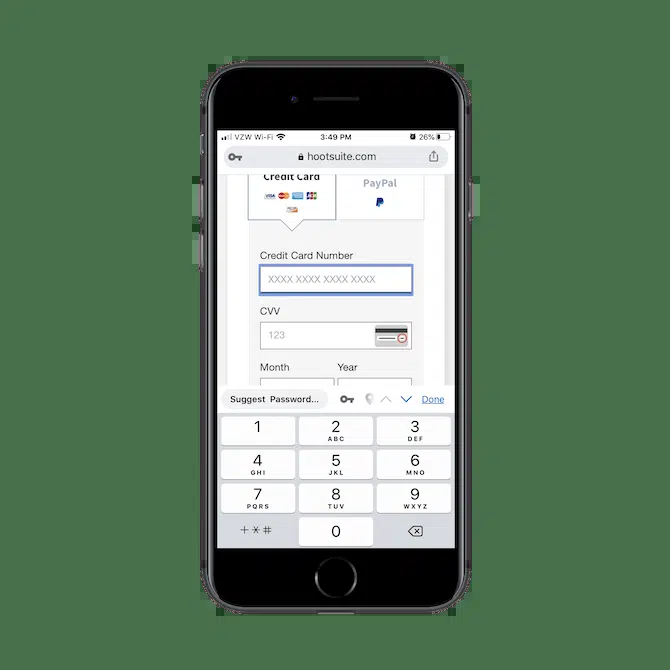 VZW Wi-Fi 3:49 PM 26%
hootsuite.com
Credit Card PayPal
VISA
Credit Card Number
XXXX XXXX XXXX XXXX
CVV
123
Month Year
Suggest Password... Done
1 2 3
ABC DEF
4 5 6
GHI JKL MNO
7 8 9
PQRS TUV WXYZ
+*# 0